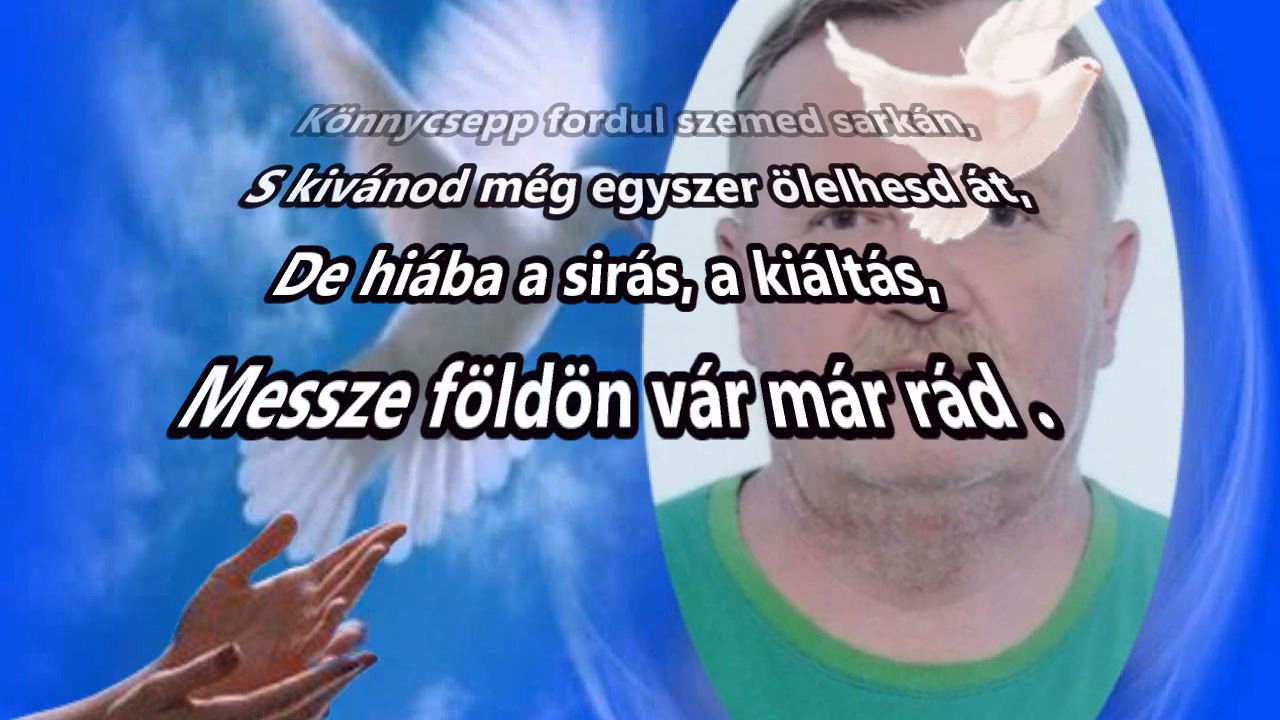 Könnycsepp fordul szemed sarkán,
S kivánod még egyszer ölelhesd át,
De hiába a sirás, a kiáltás,
Messze földön vár már rád .